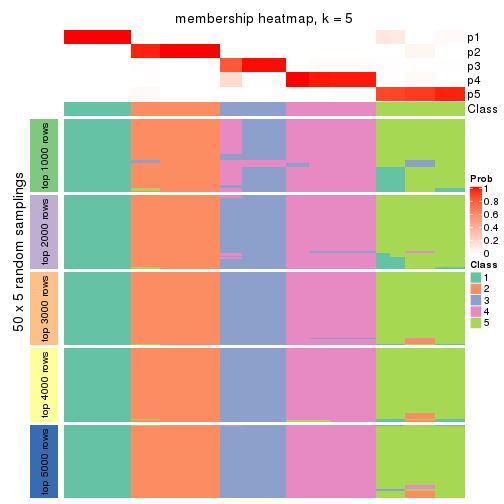 membership heatmap, k = 5
p1
p2
p3
p4
p5
Class
50 x 5 random samplings
top 1000 rows
top 2000 rows
top 3000 rows
top 4000 rows
top 5000 rows
Prob
1
0.8
0.6
0.4
0.2
0
Class
1
2
3
4
5